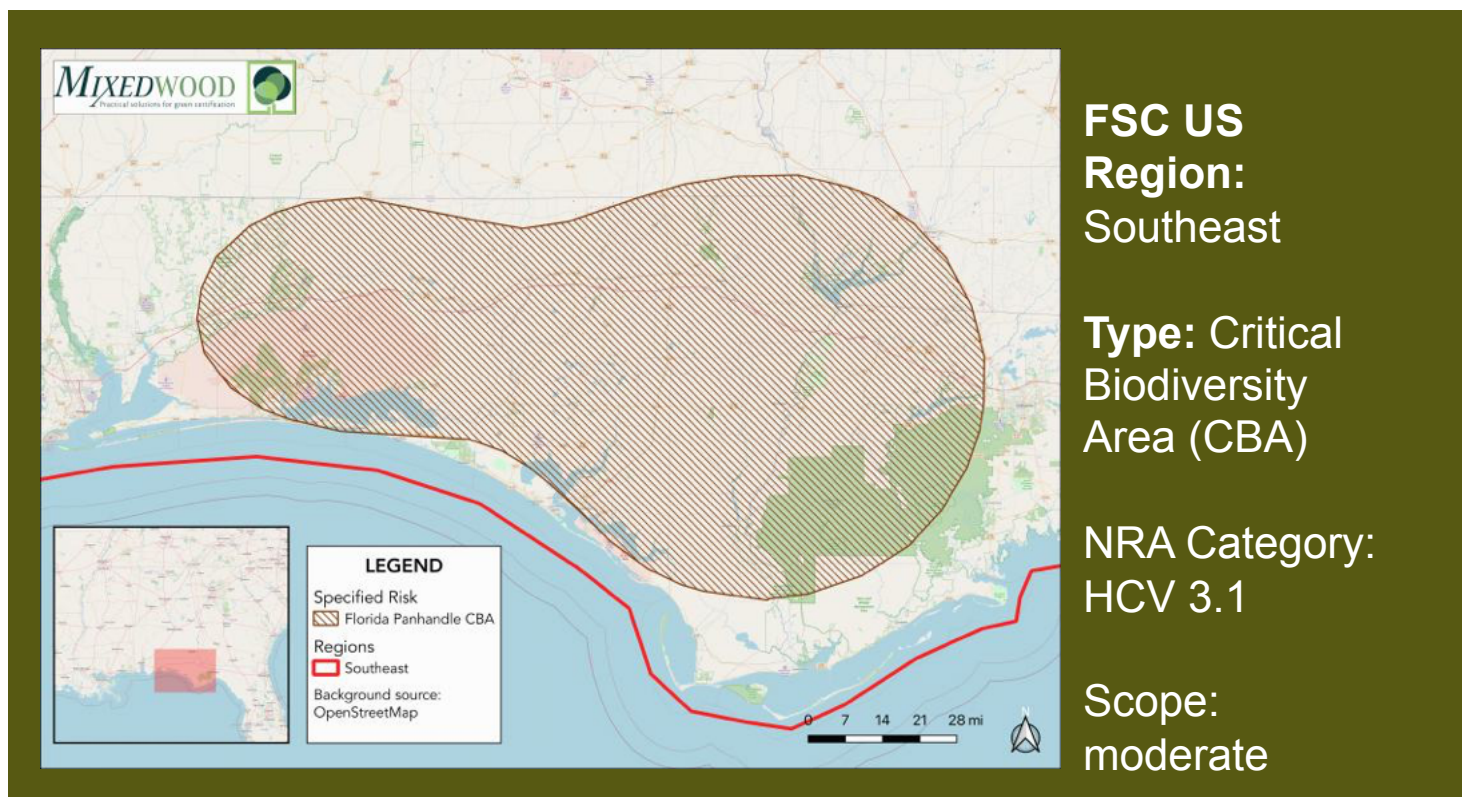 MIXEDWOOD
Practical solutions for green certification
LEGEND
Specified Risk
Florida Panhandle CBA
Regions
Southeast
Background source:
OpenStreetMap
0 7 14 21 28 mi
N
FSC US
Region:
Southeast
Type: Critical
Biodiversity
Area (CBA)
NRA Category:
HCV 3.1
Scope:
moderate